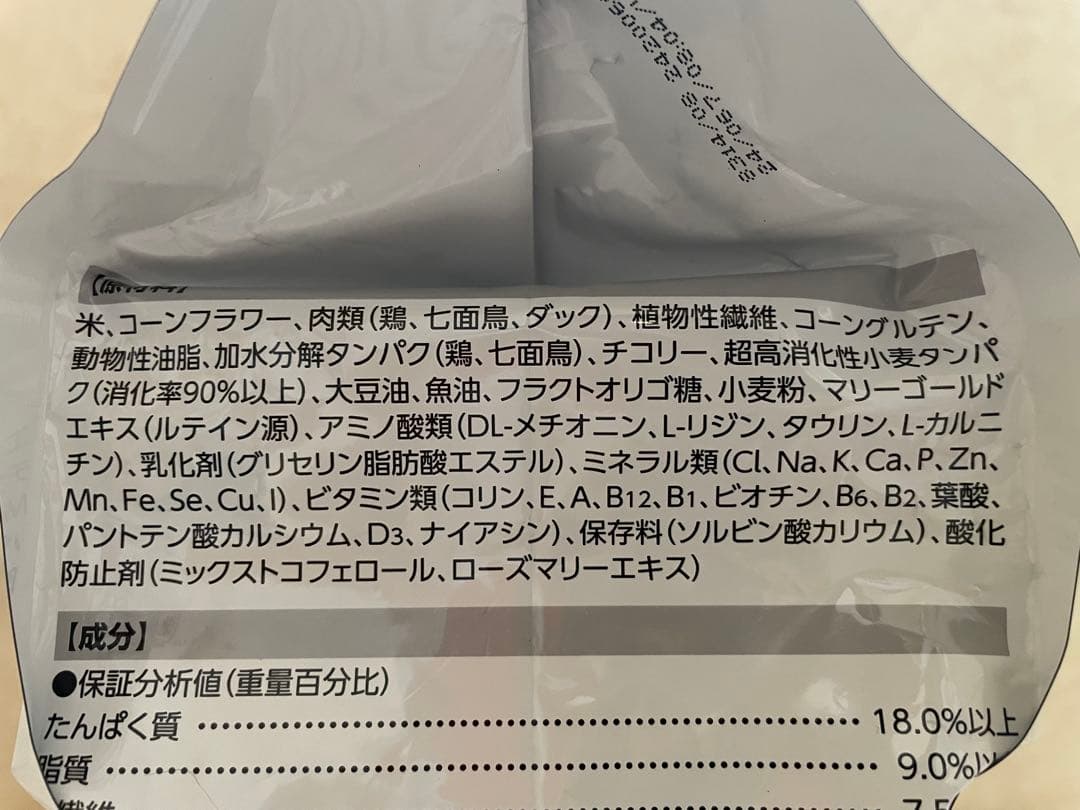 【原材料】
米、コーンフラワー、肉類(鶏、七面鳥、ダック)、植物性繊維、コーングルテン、
動物性油脂、加水分解タンパク(鶏、七面鳥)、チコリー、超高消化性小麦タンパ
ク(消化率90%以上)、大豆油、魚油、フラクトオリゴ糖、小麦粉、マリーゴールド
エキス(ルテイン源)、アミノ酸類(DL-メチオニン、L-リジン、タウリン、L-カルニ
チン)、乳化剤(グリセリン脂肪酸エステル)、ミネラル類(Cl、Na、K、Ca、P、Zn、
Mn、Fe、Se、Cu、I)、ビタミン類(コリン、E、A、B12、B1、ビオチン、B6、B2、葉酸、
パントテン酸カルシウム、D3、ナイアシン)、保存料(ソルビン酸カリウム)、酸化
防止剤(ミックストコフェロール、ローズマリーエキス)
【成分】
●保証分析値(重量百分比)
たんぱく質 18.0%以上
脂質 9.0%以
繊維 7.5